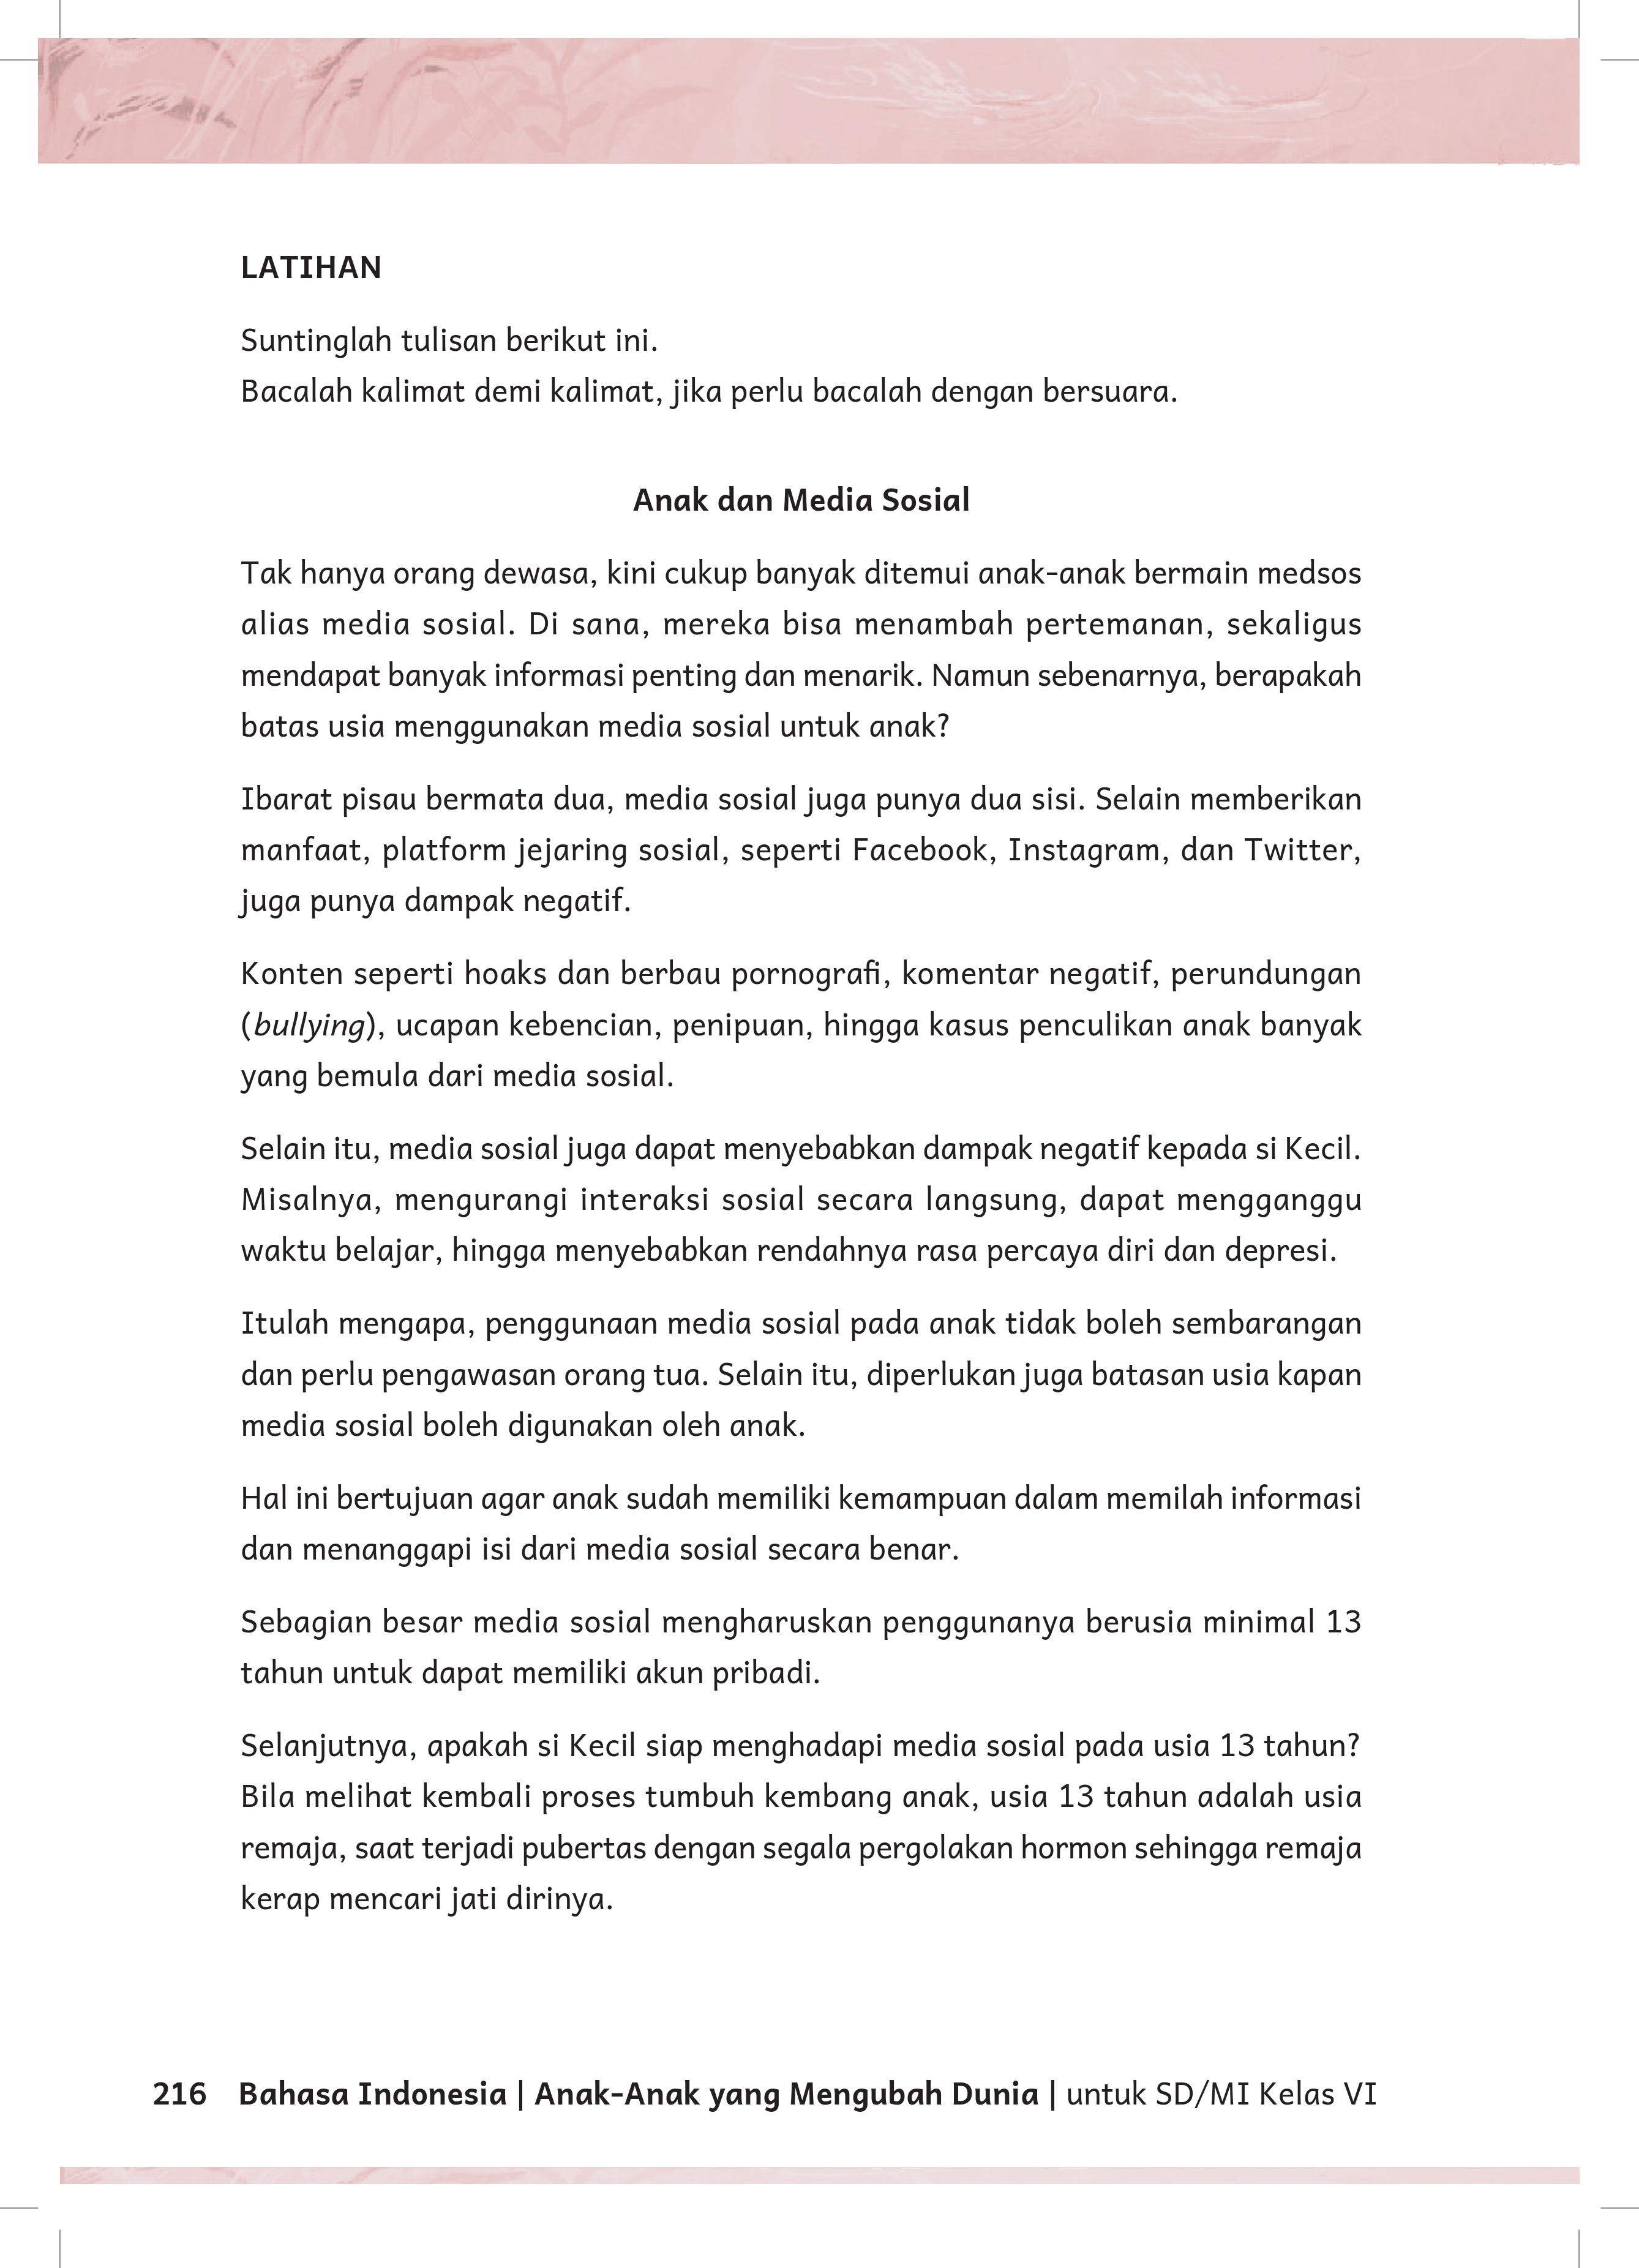 LATIHAN
Suntinglah tulisan berikut ini.
Bacalah kalimat demi kalimat, jika perlu bacalah dengan bersuara.
Anak dan Media Sosial
Tak hanya orang dewasa, kini cukup banyak ditemui anak-anak bermain medsos
alias media sosial. Di sana, mereka bisa menambah pertemanan, sekaligus
mendapat banyak informasi penting dan menarik. Namun sebenarnya, berapakah
batas usia menggunakan media sosial untuk anak?
Ibarat pisau bermata dua, media sosial juga punya dua sisi. Selain memberikan
manfaat, platform jejaring sosial, seperti Facebook, Instagram, dan Twitter,
juga punya dampak negatif.
Konten seperti hoaks dan berbau pornografi, komentar negatif, perundungan
(bullying), ucapan kebencian, penipuan, hingga kasus penculikan anak banyak
yang bemula dari media sosial.
Selain itu, media sosial juga dapat menyebabkan dampak negatif kepada si Kecil.
Misalnya, mengurangi interaksi sosial secara langsung, dapat mengganggu
waktu belajar, hingga menyebabkan rendahnya rasa percaya diri dan depresi.
Itulah mengapa, penggunaan media sosial pada anak tidak boleh sembarangan
dan perlu pengawasan orang tua. Selain itu, diperlukan juga batasan usia kapan
media sosial boleh digunakan oleh anak.
Hal ini bertujuan agar anak sudah memiliki kemampuan dalam memilah informasi
dan menanggapi isi dari media sosial secara benar.
Sebagian besar media sosial mengharuskan penggunanya berusia minimal 13
tahun untuk dapat memiliki akun pribadi.
Selanjutnya, apakah si Kecil siap menghadapi media sosial pada usia 13 tahun?
Bila melihat kembali proses tumbuh kembang anak, usia 13 tahun adalah usia
remaja, saat terjadi pubertas dengan segala pergolakan hormon sehingga remaja
kerap mencari jati dirinya.
216 Bahasa Indonesia | Anak-Anak yang Mengubah Dunia | untuk SD/MI Kelas VI